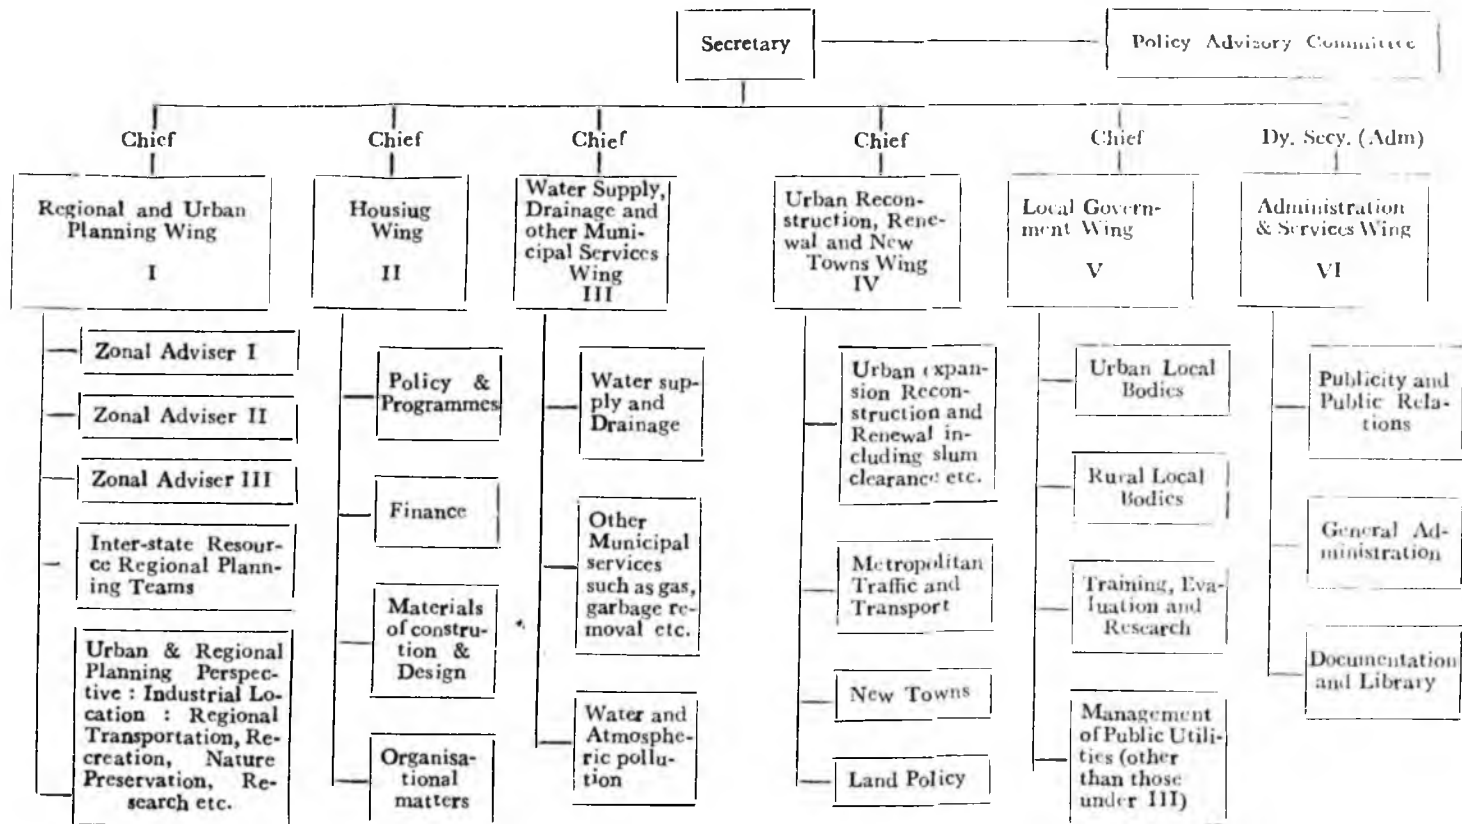 Secretary
Policy Advisory Committee
Chief
Chief
Chief
Chief
Chief
Dy. Secy. (Adm)
Regional and Urban
Planning Wing
I
Housiug
Wing
II
Water Supply,
Drainage and
other Muni-
cipal Services
Wing
III
Urban Recon-
struction, Rene-
wal and New
Towns Wing
IV
Local Govern-
ment Wing
V
Administration
& Services Wing
VI
Zonal Adviser I
Zonal Adviser II
Zonal Adviser III
Inter-state Resour-
ce Regional Plann-
ing Teams
Urban & Regional
Planning Perspec-
tive : Industrial Lo-
cation : Regional
Transportation, Re-
creation, Nature
Preservation, Re-
search etc.
Policy &
Programmes
Finance
Materials
of constru-
tion &
Design
Organisa-
tional
matters
Water sup-
ply and
Drainage
Other
Municipal
services
such as gas,
garbage re-
moval etc.
Water and
Atmosphe-
ric pollu-
tion
Urban expan-
sion Recon-
struction and
Renewal in-
cluding slum
clearance etc.
Metropolitan
Traffic and
Transport
New Towns
Land Policy
Urban Local
Bodies
Rural Local
Bodies
Training, Eva-
luation and
Research
Management
of Public Utili-
ties (other
than those
under III)
Publicity and
Public Rela-
tions
General Ad-
ministration
Documentation
and Library